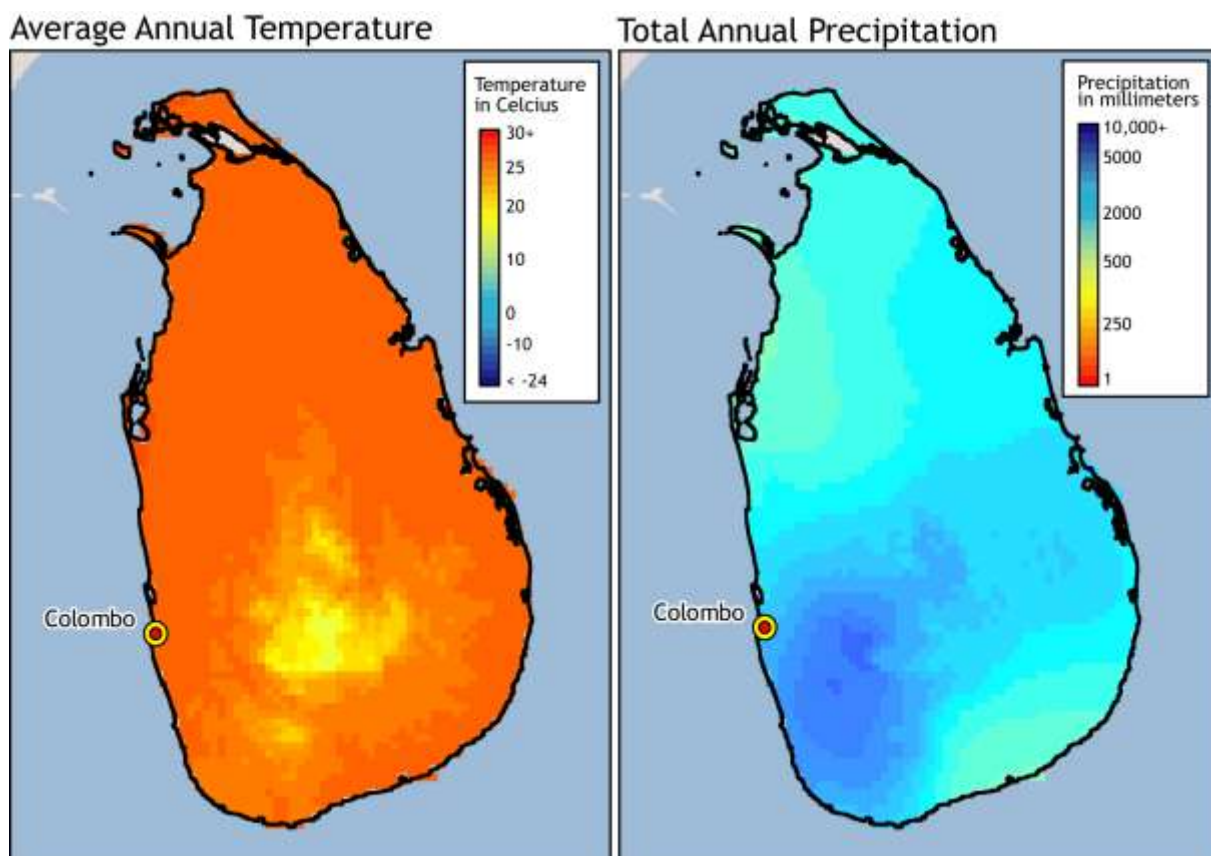 Average Annual Temperature
Temperature
in Celcius
30+
25
20
10
0
-10
< -24
Colombo
Total Annual Precipitation
Precipitation
in millimeters
10,000+
5000
2000
500
250
1
Colombo